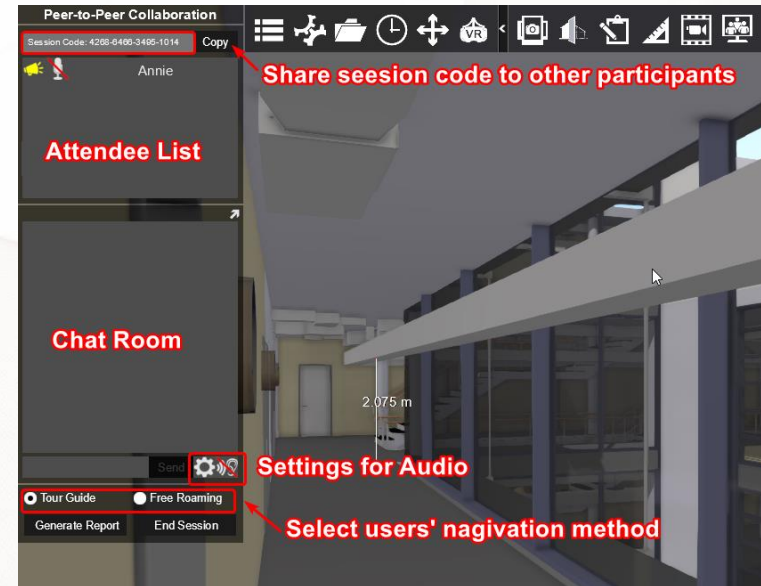 Peer-to-Peer Collaboration
Session Code: 4268-6466-3495-1014
Copy
VR
Share seesion code to other participants
Annie
Attendee List
Chat Room
2.075 m
Send
Settings for Audio
Tour Guide
Free Roaming
Generate Report
End Session
Select users' nagivation method